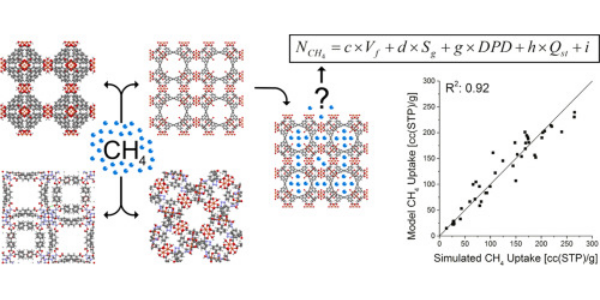 N_CH4 = c×V_f + d×S_g + g×DPD + h×Q_st + i
?
CH4
R²: 0.92
Model CH4 Uptake [cc(STP)/g]
300
250
200
150
100
50
0
0 50 100 150 200 250 300
Simulated CH4 Uptake [cc(STP)/g]